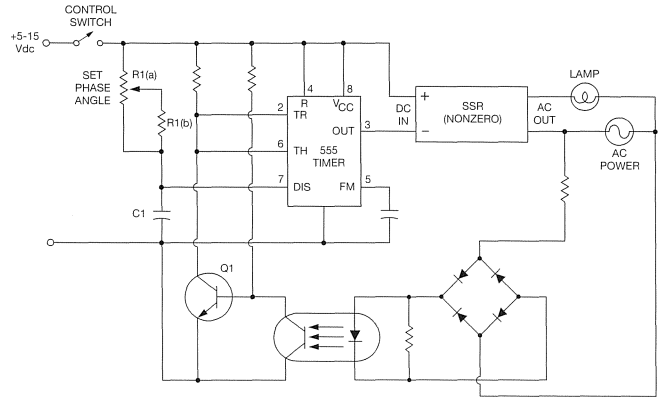 CONTROL
SWITCH
+5-15
Vdc
SET
PHASE
ANGLE
R1(a)
R1(b)
C1
4
8
R
VCC
2
TR
OUT
3
6
TH
555
TIMER
7
DIS
FM
5
DC
IN
+
−
SSR
(NONZERO)
AC
OUT
LAMP
AC
POWER
Q1